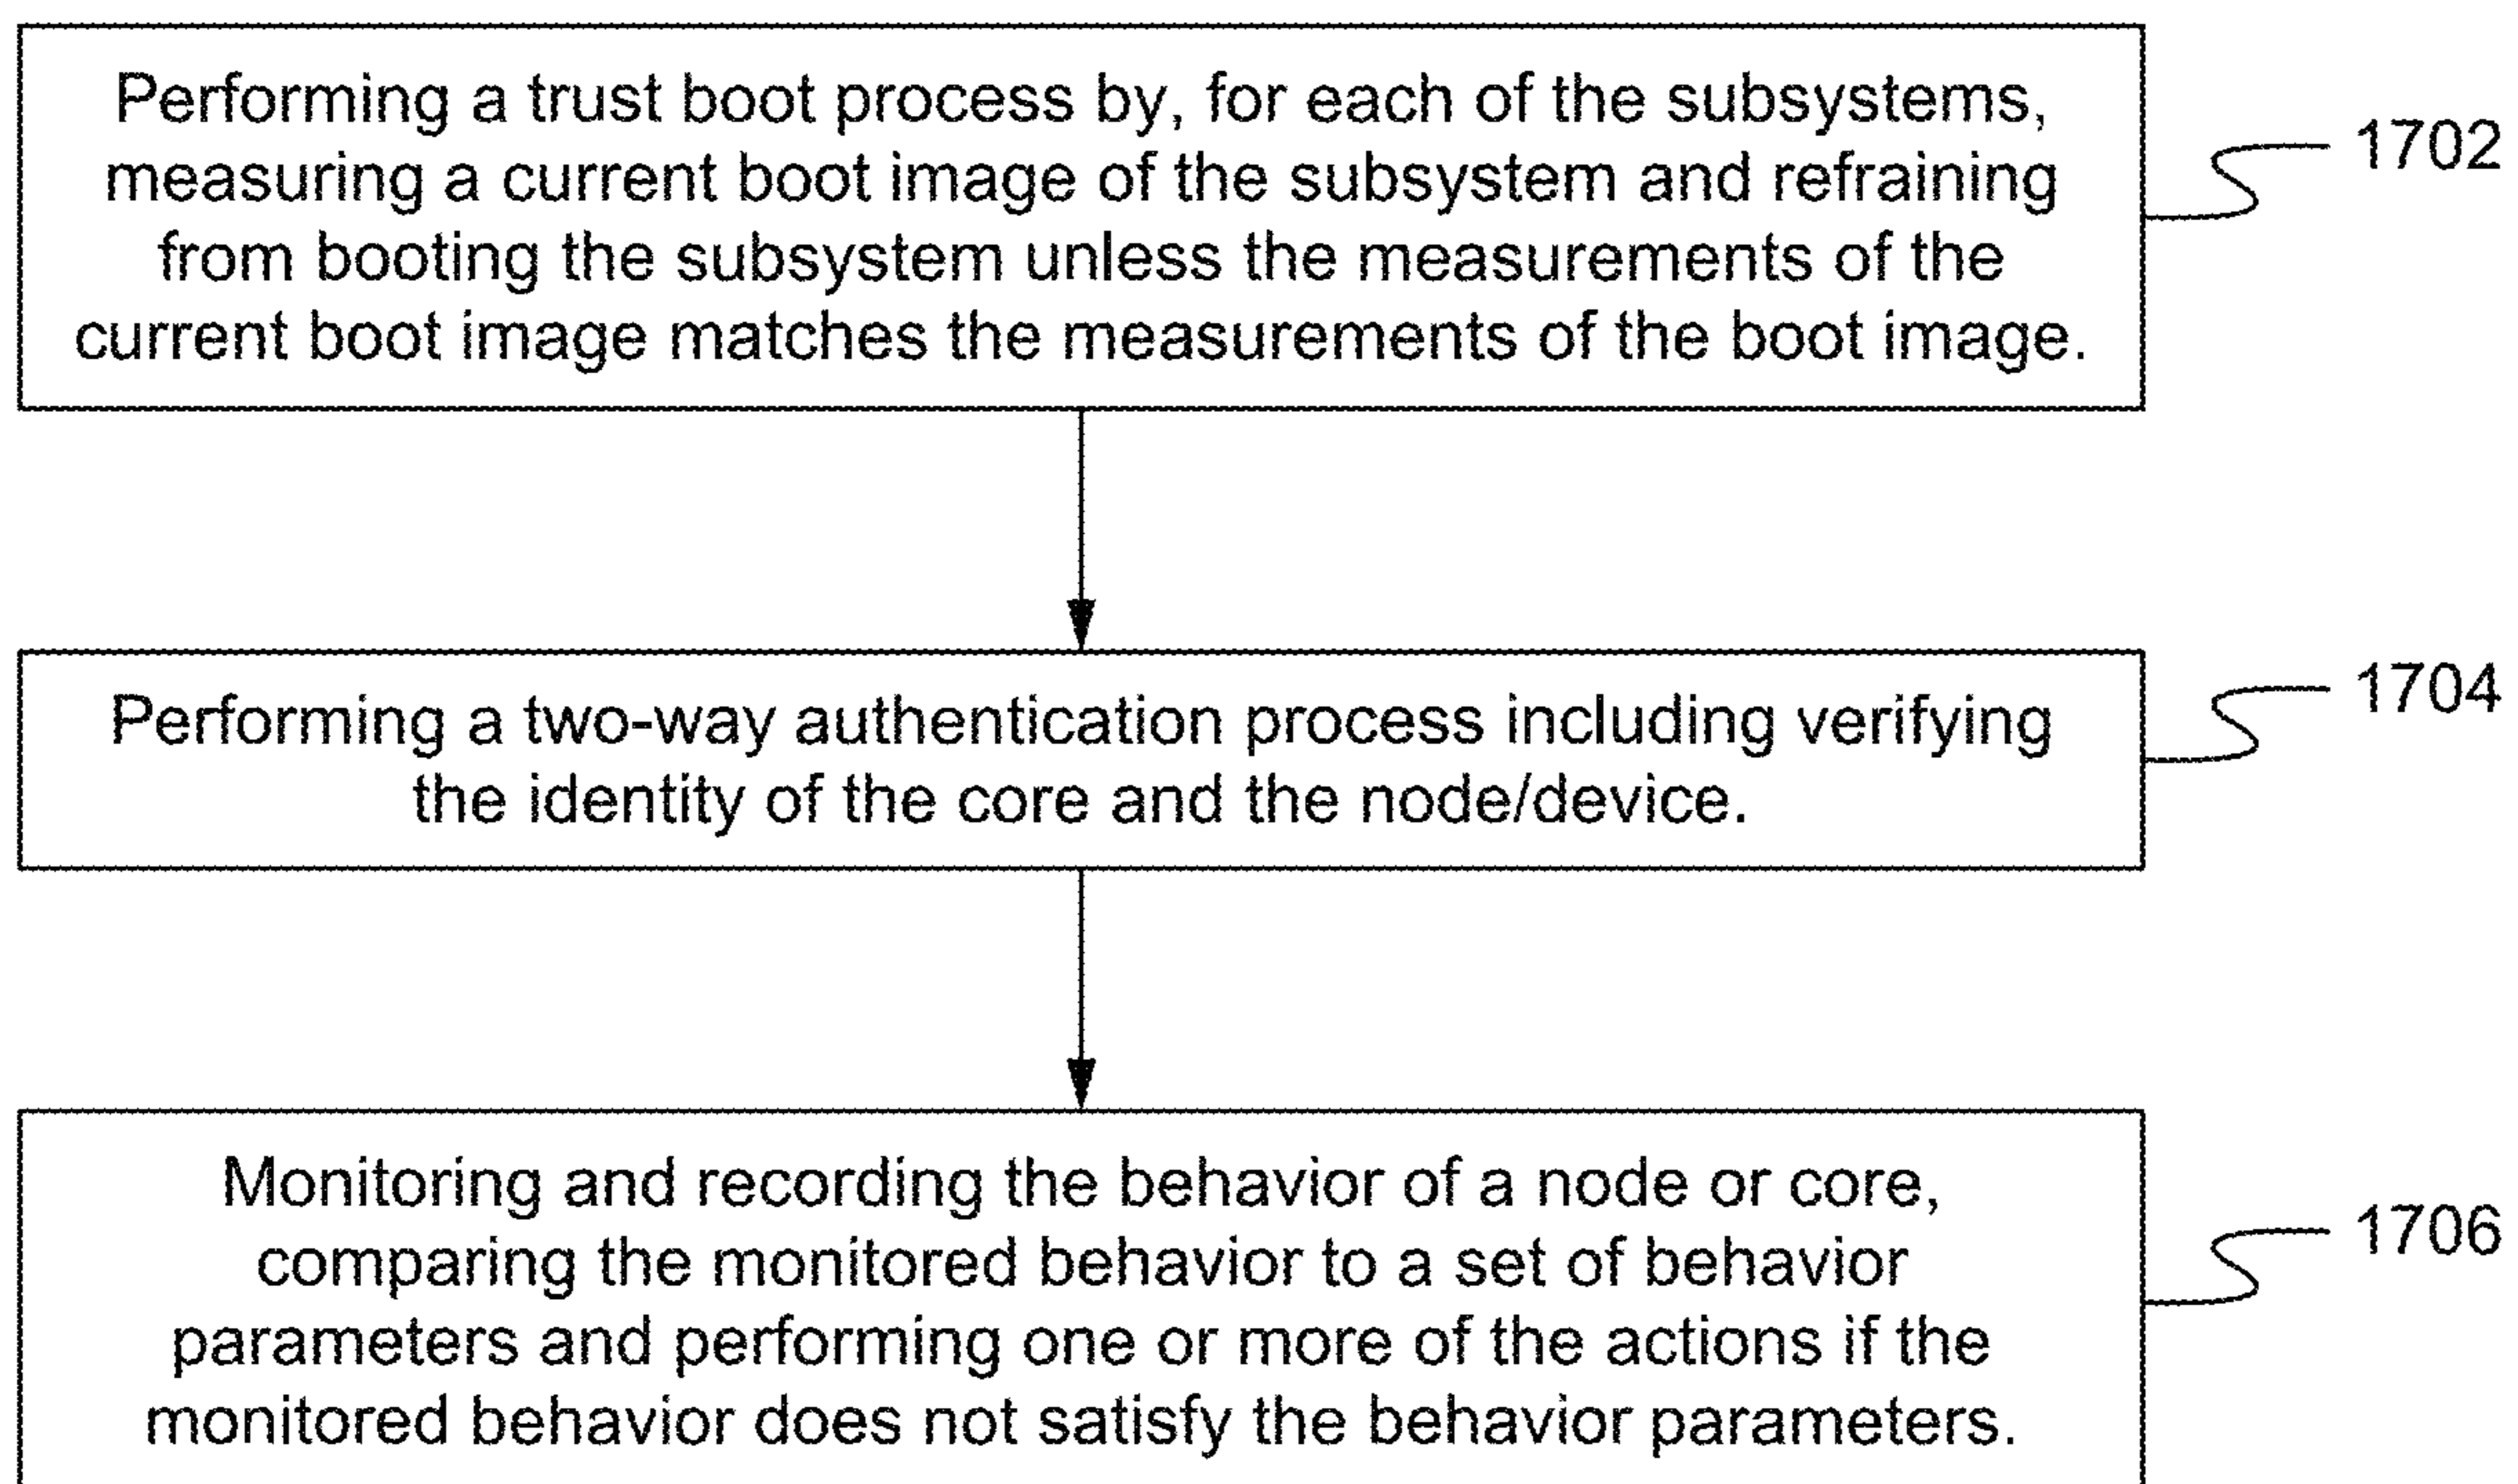 Performing a trust boot process by, for each of the subsystems,
measuring a current boot image of the subsystem and refraining
from booting the subsystem unless the measurements of the
current boot image matches the measurements of the boot image.
1702
Performing a two-way authentication process including verifying
the identity of the core and the node/device.
1704
Monitoring and recording the behavior of a node or core,
comparing the monitored behavior to a set of behavior
parameters and performing one or more of the actions if the
monitored behavior does not satisfy the behavior parameters.
1706